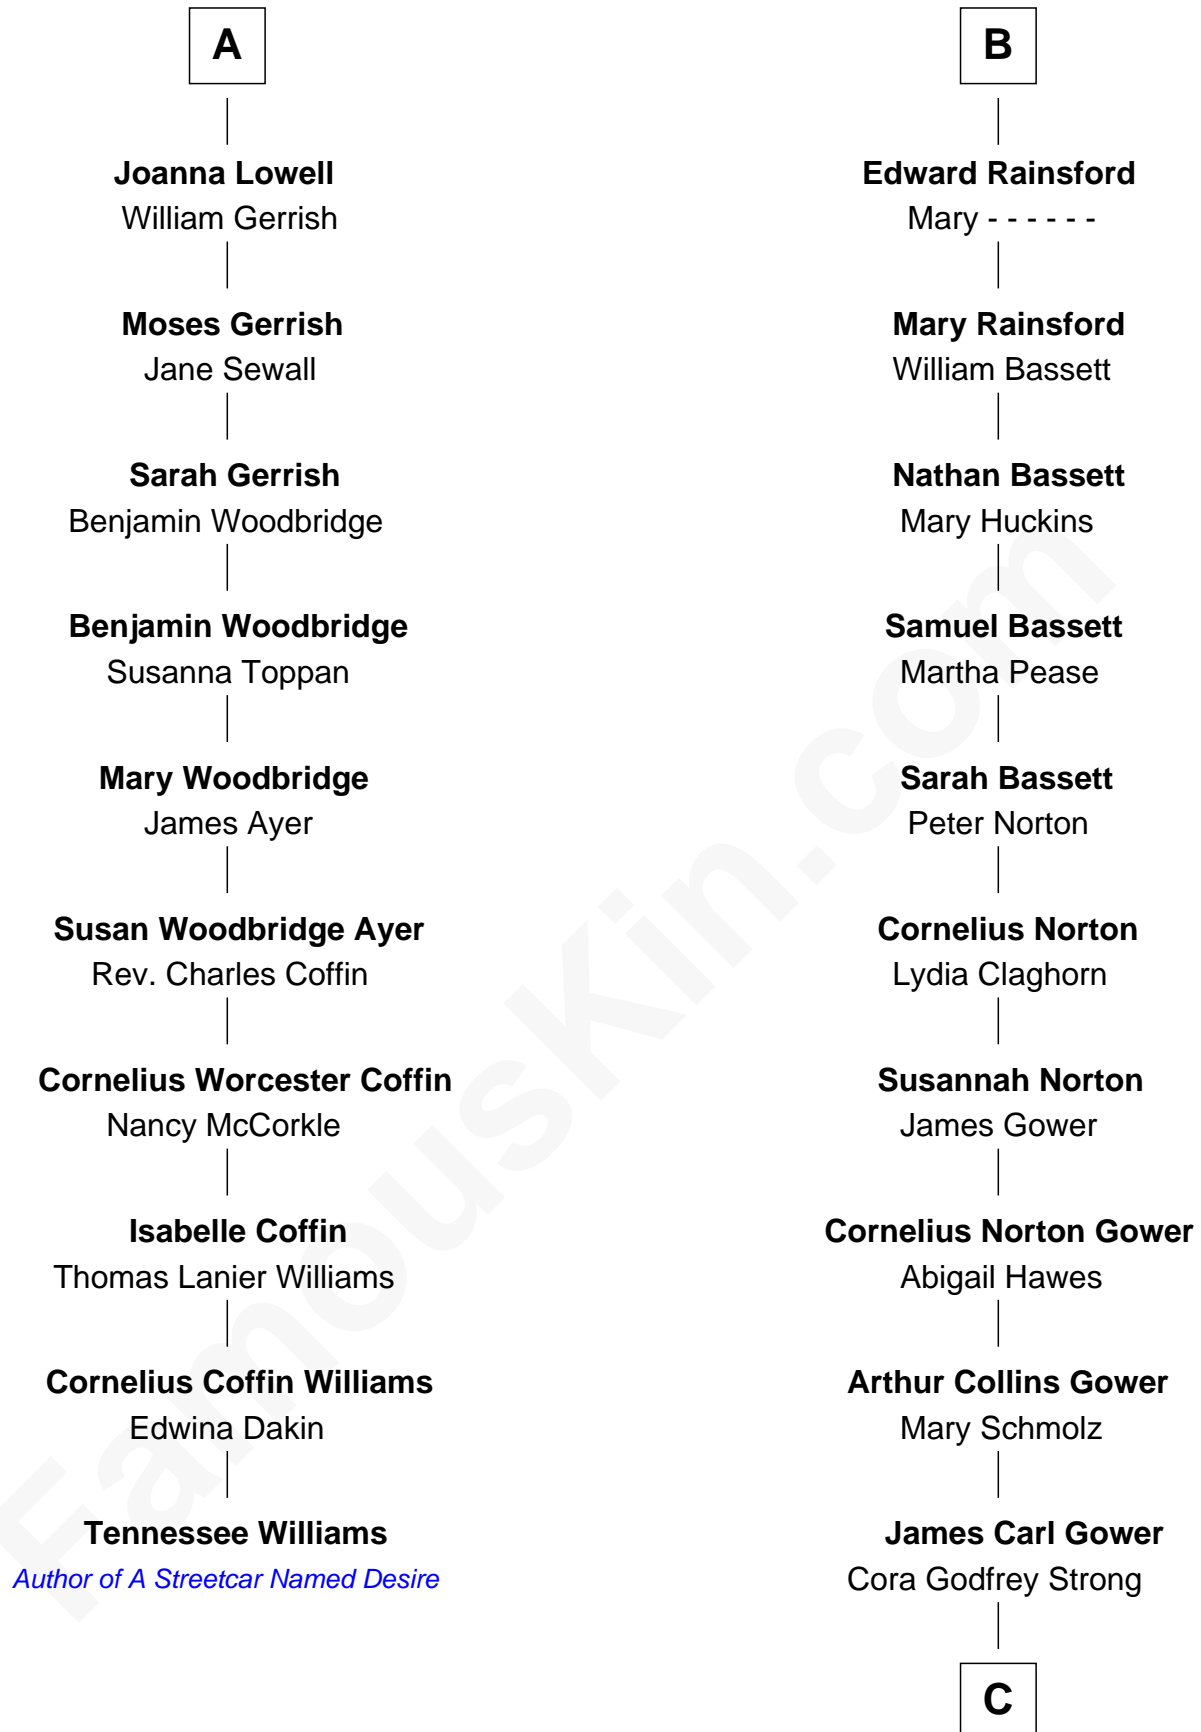 A
Joanna Lowell
William Gerrish
Moses Gerrish
Jane Sewall
Sarah Gerrish
Benjamin Woodbridge
Benjamin Woodbridge
Susanna Toppan
Mary Woodbridge
James Ayer
Susan Woodbridge Ayer
Rev. Charles Coffin
Cornelius Worcester Coffin
Nancy McCorkle
Isabelle Coffin
Thomas Lanier Williams
Cornelius Coffin Williams
Edwina Dakin
Tennessee Williams
Author of A Streetcar Named Desire
B
Edward Rainsford
Mary - - - - - -
Mary Rainsford
William Bassett
Nathan Bassett
Mary Huckins
Samuel Bassett
Martha Pease
Sarah Bassett
Peter Norton
Cornelius Norton
Lydia Claghorn
Susannah Norton
James Gower
Cornelius Norton Gower
Abigail Hawes
Arthur Collins Gower
Mary Schmolz
James Carl Gower
Cora Godfrey Strong
C
FamousKin.com